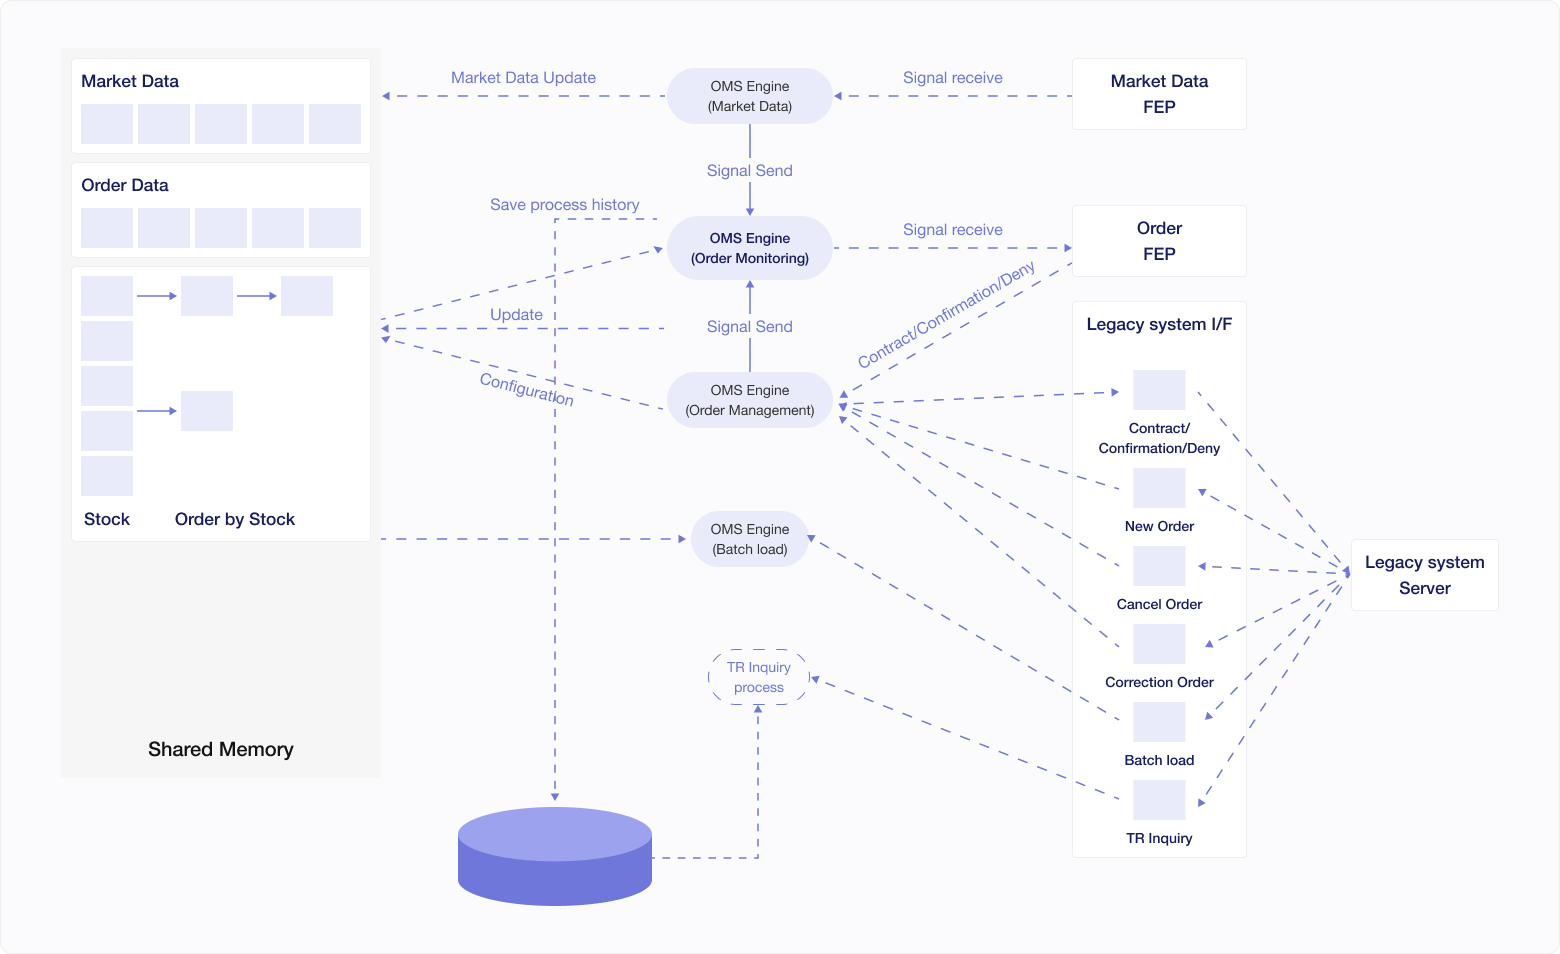 Market Data
Order Data
Stock
Order by Stock
Shared Memory
Market Data Update
OMS Engine
(Market Data)
Signal receive
Market Data
FEP
Signal Send
Save process history
OMS Engine
(Order Monitoring)
Signal receive
Order
FEP
Update
Signal Send
Contract/Confirmation/Deny
Configuration
OMS Engine
(Order Management)
OMS Engine
(Batch load)
TR Inquiry
process
Legacy system I/F
Contract/
Confirmation/Deny
New Order
Cancel Order
Correction Order
Batch load
TR Inquiry
Legacy system
Server